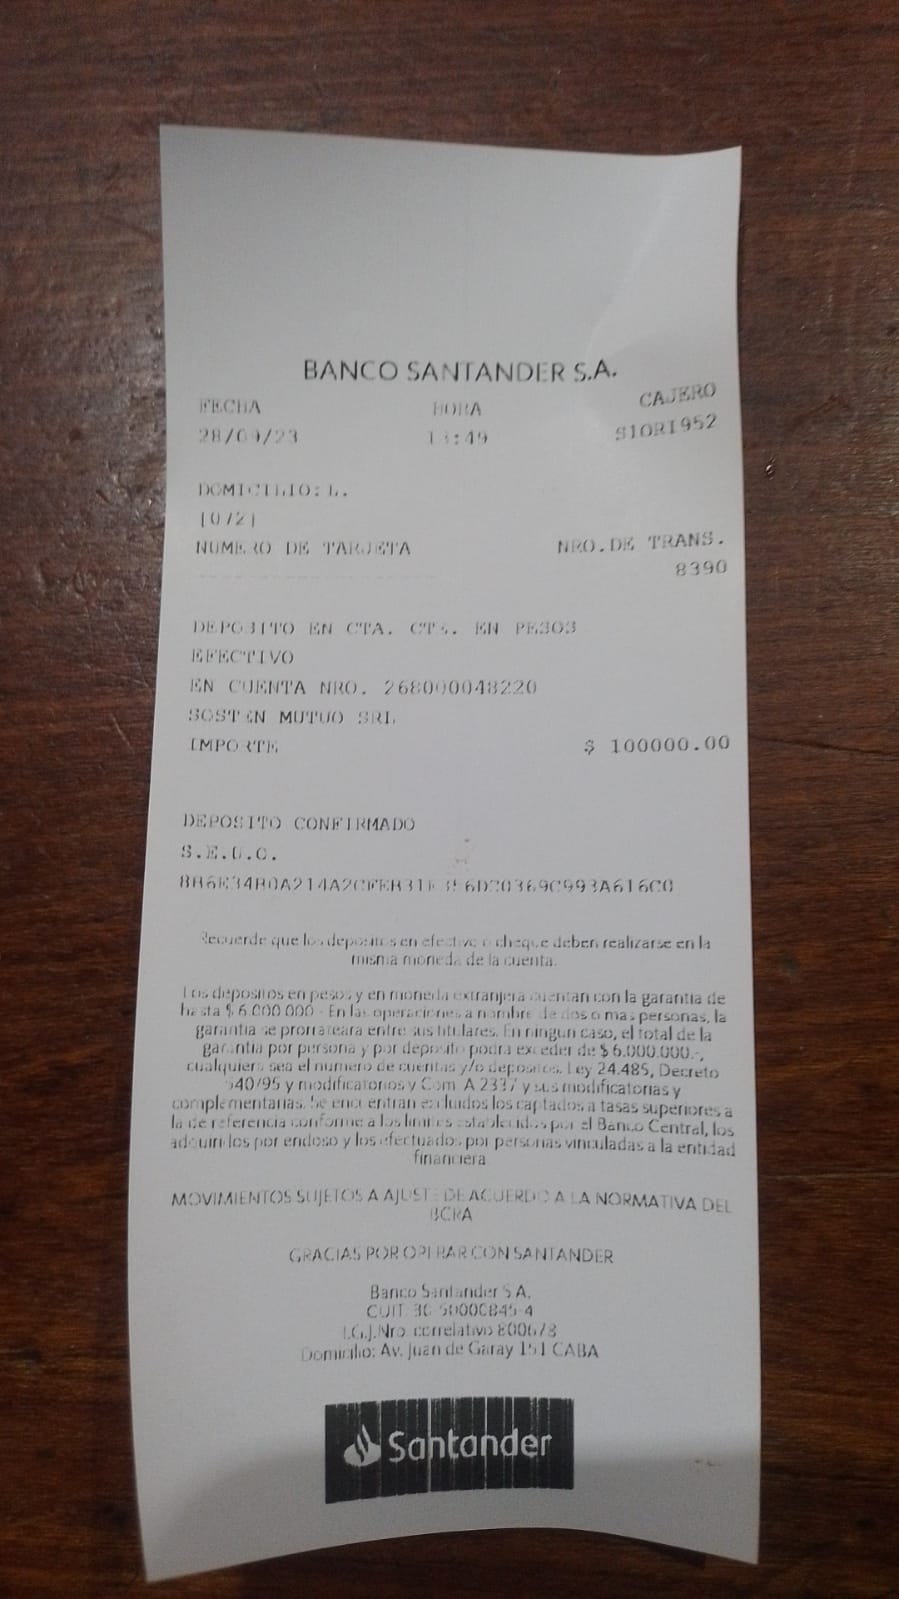 BANCO SANTANDER S.A.
FECHA HORA CAJERO
28/09/23 13:49 S1ORI952
DOMICILIO: L.
[072]
NUMERO DE TARJETA NRO.DE TRANS.
8390
DEPOSITO EN CTA. CTE. EN PESOS
EFECTIVO
EN CUENTA NRO. 268000048220
SOSTEN MUTUO SRL
IMPORTE $ 100000.00
DEPOSITO CONFIRMADO
S.E.U.O.
Recuerde que los depositos en efectivo o cheque deben realizarse en la
misma moneda de la cuenta.
Los depositos en pesos y en moneda extranjera cuentan con la garantia de
hasta $ 6.000.000.- En las operaciones a nombre de dos o mas personas, la
garantia se prorrateara entre sus titulares. En ningun caso, el total de la
garantia por persona y por deposito podra exceder de $ 6.000.000.-,
cualquiera sea el numero de cuentas y/o depositos. Ley 24.485, Decreto
540/95 y modificatorios y Com. A 2337 y sus modificatorias y
complementarias. Se encuentran excluidos los captados a tasas superiores a
la de referencia conforme a los limites establecidos por el Banco Central, los
adquiridos por endoso y los efectuados por personas vinculadas a la entidad
financiera
MOVIMIENTOS SUJETOS A AJUSTE DE ACUERDO A LA NORMATIVA DEL
BCRA
GRACIAS POR OPERAR CON SANTANDER
Banco Santander S.A.
CUIT 30-50000845-4
I.G.J.Nro. correlativo 800678
Domicilio: Av. Juan de Garay 151 CABA
Santander